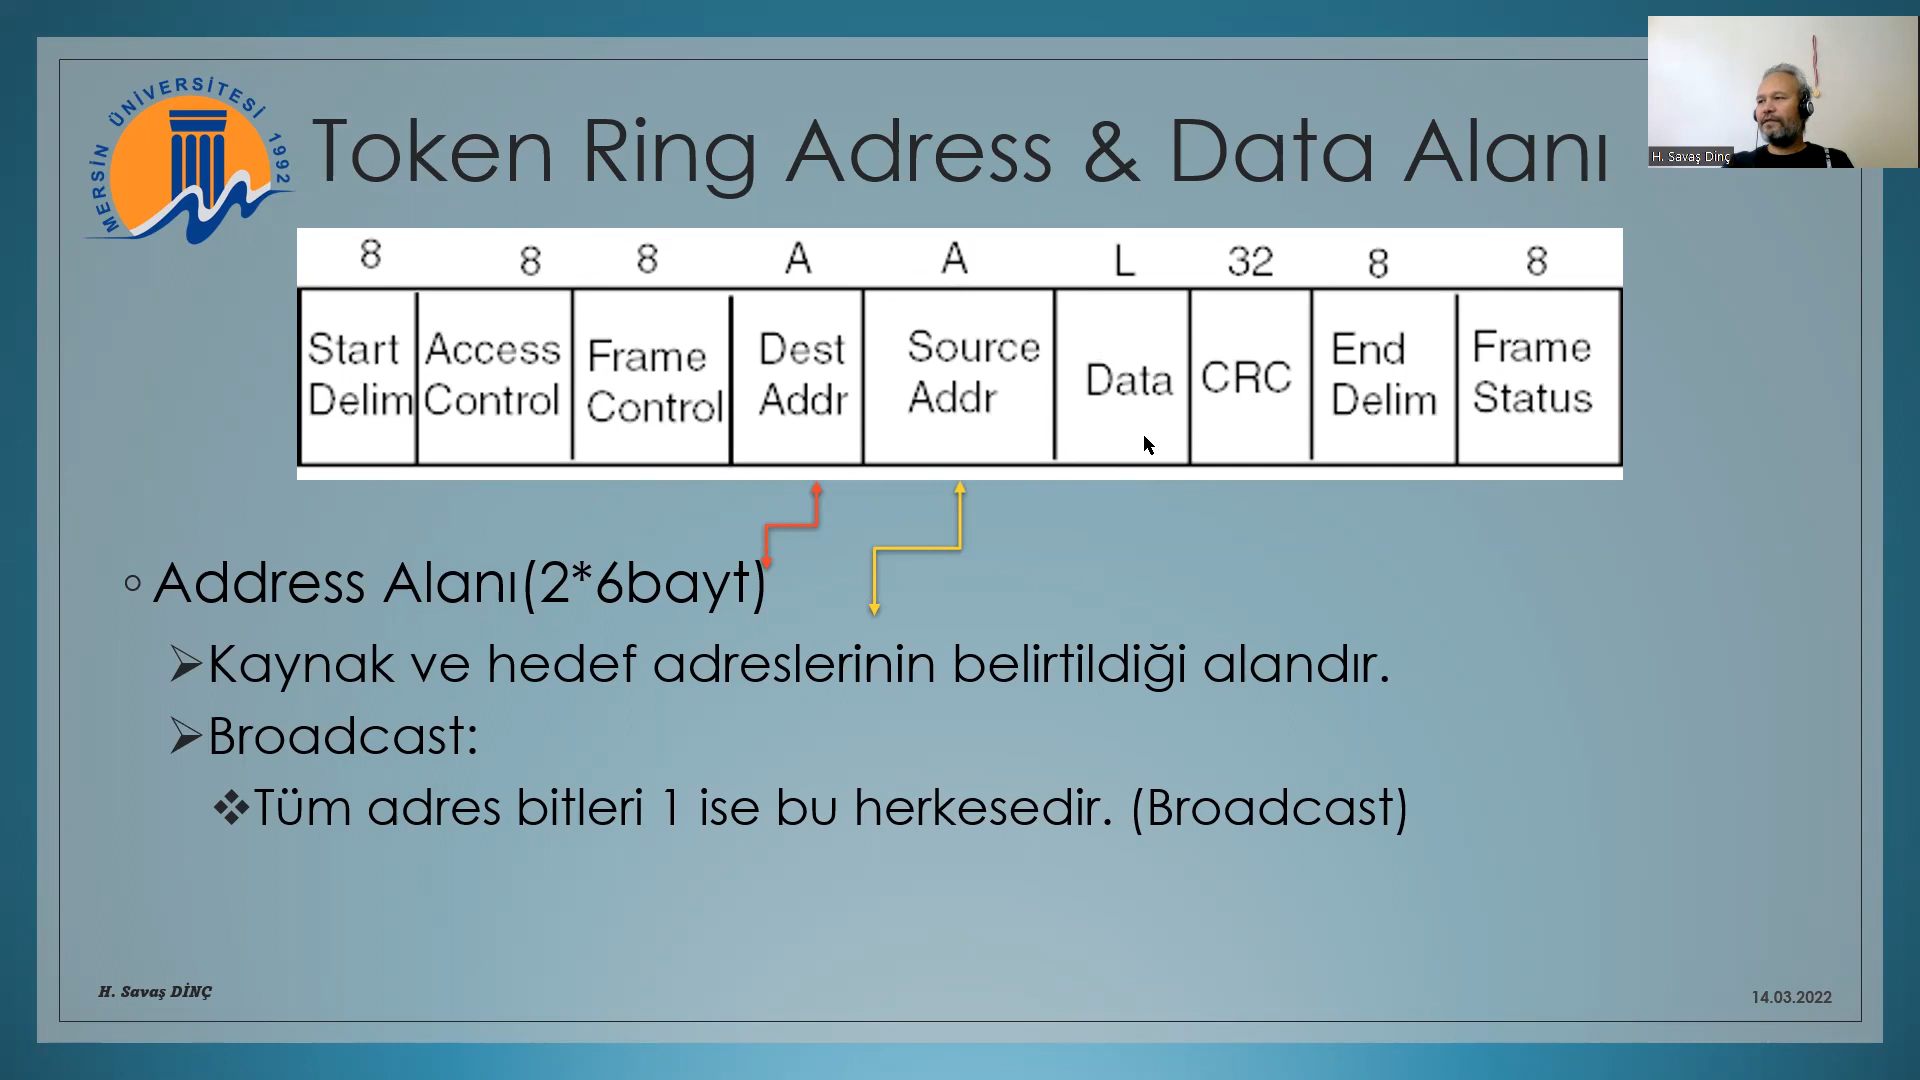 MERSİN ÜNİVERSİTESİ 1992
Token Ring Adress & Data Alanı
H. Savaş Dinç
8 8 8 A A L 32 8 8
Start Delim
Access Control
Frame Control
Dest Addr
Source Addr
Data
CRC
End Delim
Frame Status
◦ Address Alanı(2*6bayt)
➢Kaynak ve hedef adreslerinin belirtildiği alandır.
➢Broadcast:
❖Tüm adres bitleri 1 ise bu herkesedir. (Broadcast)
H. Savaş DİNÇ
14.03.2022